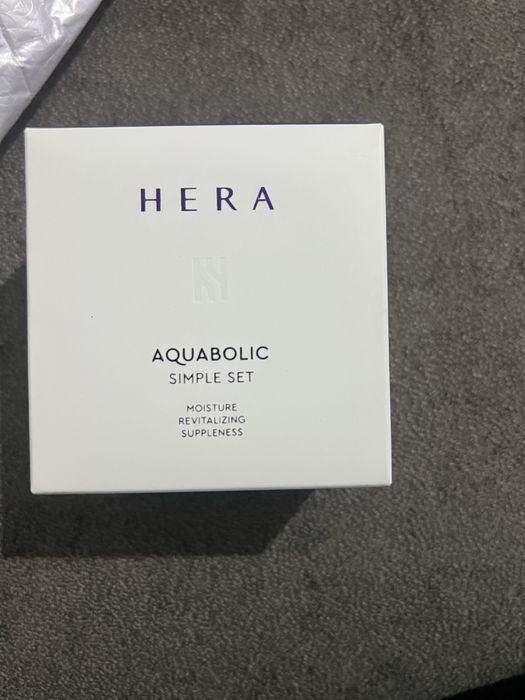 HERA
AQUABOLIC
SIMPLE SET
MOISTURE
REVITALIZING
SUPPLENESS